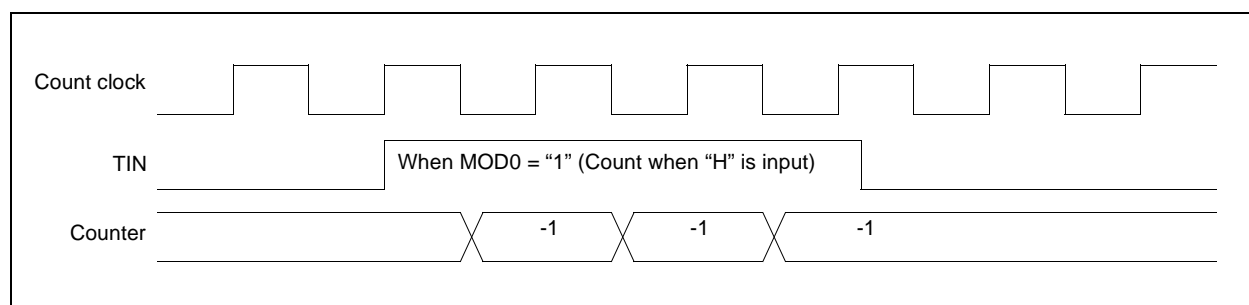 Count clock
TIN
When MOD0 = “1” (Count when “H” is input)
Counter
-1
-1
-1